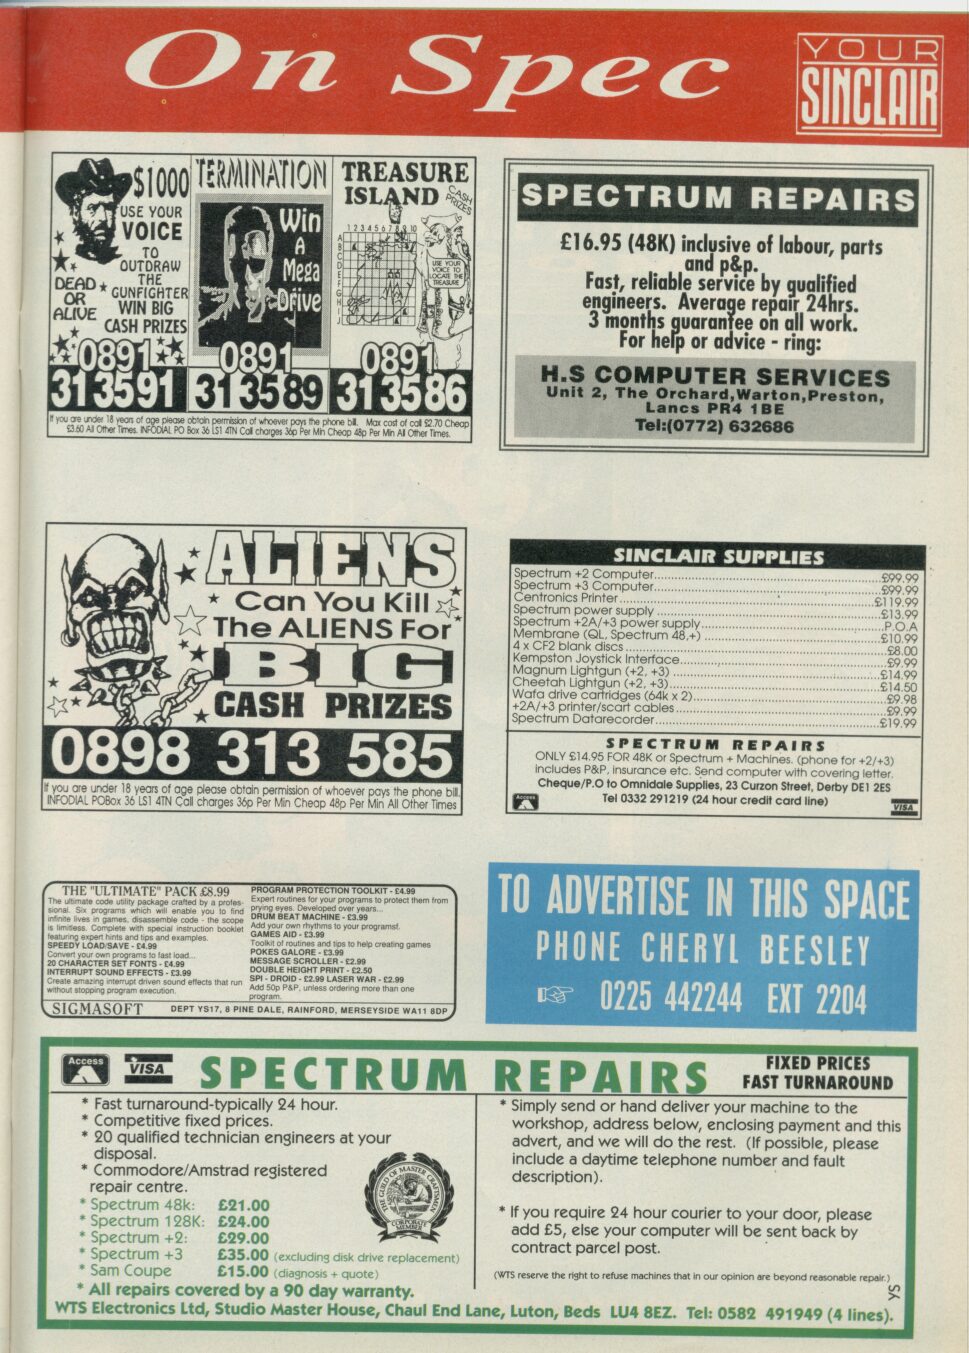 On Spec
YOUR
SINCLAIR
$1000
USE YOUR
VOICE
TO
OUTDRAW
THE
GUNFIGHTER
WIN BIG
CASH PRIZES
DEAD
OR
ALIVE
0891
313591
TERMINATION
Win
A
Mega
Drive
0891
313589
TREASURE
ISLAND
CASH
PRIZES
1 2 3 4 5 6 7 8 9 10
A
B
C
D
E
F
G
H
I
J
USE YOUR
VOICE TO
LOCATE THE
TREASURE
0891
313586
If you are under 18 years of age please obtain permission of whoever pays the phone bill. Max cost of call £2.70 Cheap
£3.60 All Other Times. INFODIAL PO Box 36 LS1 4TN Call charges 36p Per Min Cheap 48p Per Min All Other Times.
SPECTRUM REPAIRS
£16.95 (48K) inclusive of labour, parts
and p&p.
Fast, reliable service by qualified
engineers. Average repair 24hrs.
3 months guarantee on all work.
For help or advice - ring:
H.S COMPUTER SERVICES
Unit 2, The Orchard,Warton,Preston,
Lancs PR4 1BE
Tel:(0772) 632686
ALIENS
Can You Kill
The ALIENS For
BIG
CASH PRIZES
0898 313 585
If you are under 18 years of age please obtain permission of whoever pays the phone bill.
INFODIAL POBox 36 LS1 4TN Call charges 36p Per Min Cheap 48p Per Min All Other Times
SINCLAIR SUPPLIES
Spectrum +2 Computer....£99.99
Spectrum +3 Computer....£99.99
Centronics Printer....£119.99
Spectrum power supply ....£13.99
Spectrum +2A/+3 power supply....P.O.A
Membrane (QL, Spectrum 48,+) ....£10.99
4 x CF2 blank discs....£8.00
Kempston Joystick Interface....£9.99
Magnum Lightgun (+2, +3) ....£14.99
Cheetah Lightgun (+2, +3)....£14.50
Wafa drive cartridges (64k x 2)....£9.98
+2A/+3 printer/scart cables....£9.99
Spectrum Datarecorder....£19.99
SPECTRUM REPAIRS
ONLY £14.95 FOR 48K or Spectrum + Machines. (phone for +2/+3)
includes P&P, insurance etc. Send computer with covering letter.
Cheque/P.O to Omnidale Supplies, 23 Curzon Street, Derby DE1 2ES
Tel 0332 291219 (24 hour credit card line)
Access
VISA
THE "ULTIMATE" PACK £8.99
The ultimate code utility package crafted by a profes-
sional. Six programs which will enable you to find
infinite lives in games, disassemble code - the scope
is limitless. Complete with special instruction booklet
featuring expert hints and tips and examples.
SPEEDY LOAD/SAVE - £4.99
Convert your own programs to fast load...
20 CHARACTER SET FONTS - £4.99
INTERRUPT SOUND EFFECTS - £3.99
Create amazing interrupt driven sound effects that run
without stopping program execution.
PROGRAM PROTECTION TOOLKIT - £4.99
Expert routines for your programs to protect them from
prying eyes. Developed over years...
DRUM BEAT MACHINE - £3.99
Add your own rhythms to your programs!.
GAMES AID - £3.99
Toolkit of routines and tips to help creating games
POKES GALORE - £3.99
MESSAGE SCROLLER - £2.99
DOUBLE HEIGHT PRINT - £2.50
SPI - DROID - £2.99 LASER WAR - £2.99
Add 50p P&P, unless ordering more than one
program.
SIGMASOFT DEPT YS17, 8 PINE DALE, RAINFORD, MERSEYSIDE WA11 8DP
TO ADVERTISE IN THIS SPACE
PHONE CHERYL BEESLEY
0225 442244 EXT 2204
Access
VISA
SPECTRUM REPAIRS
FIXED PRICES
FAST TURNAROUND
* Fast turnaround-typically 24 hour.
* Competitive fixed prices.
* 20 qualified technician engineers at your
disposal.
* Commodore/Amstrad registered
repair centre.
* Spectrum 48k: £21.00
* Spectrum 128K: £24.00
* Spectrum +2: £29.00
* Spectrum +3 £35.00 (excluding disk drive replacement)
* Sam Coupe £15.00 (diagnosis + quote)
* All repairs covered by a 90 day warranty.
THE GUILD OF MASTER CRAFTSMEN
CORPORATE
MEMBER
* Simply send or hand deliver your machine to the
workshop, address below, enclosing payment and this
advert, and we will do the rest. (If possible, please
include a daytime telephone number and fault
description).
* If you require 24 hour courier to your door, please
add £5, else your computer will be sent back by
contract parcel post.
(WTS reserve the right to refuse machines that in our opinion are beyond reasonable repair.)
YS
WTS Electronics Ltd, Studio Master House, Chaul End Lane, Luton, Beds LU4 8EZ. Tel: 0582 491949 (4 lines).